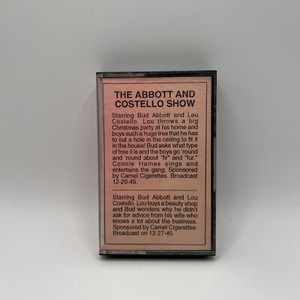 THE ABBOTT AND
COSTELLO SHOW
Starring Bud Abbott and Lou
Costello. Lou throws a big
Christmas party at his home and
buys such a huge tree that he has
to cut a hole in the ceiling to fit it
in the house! Bud asks what type
of tree it is and the boys go 'round
and 'round about "fir" and "fur."
Connie Haines sings and
entertains the gang. Sponsored
by Camel Cigarettes. Broadcast
12-20-45.
Starring Bud Abbott and Lou
Costello. Lou buys a beauty shop
and Bud wonders why he didn't
ask for advice from his wife who
knows a lot about the business.
Sponsored by Camel Cigarettes.
Broadcast on 12-27-45.